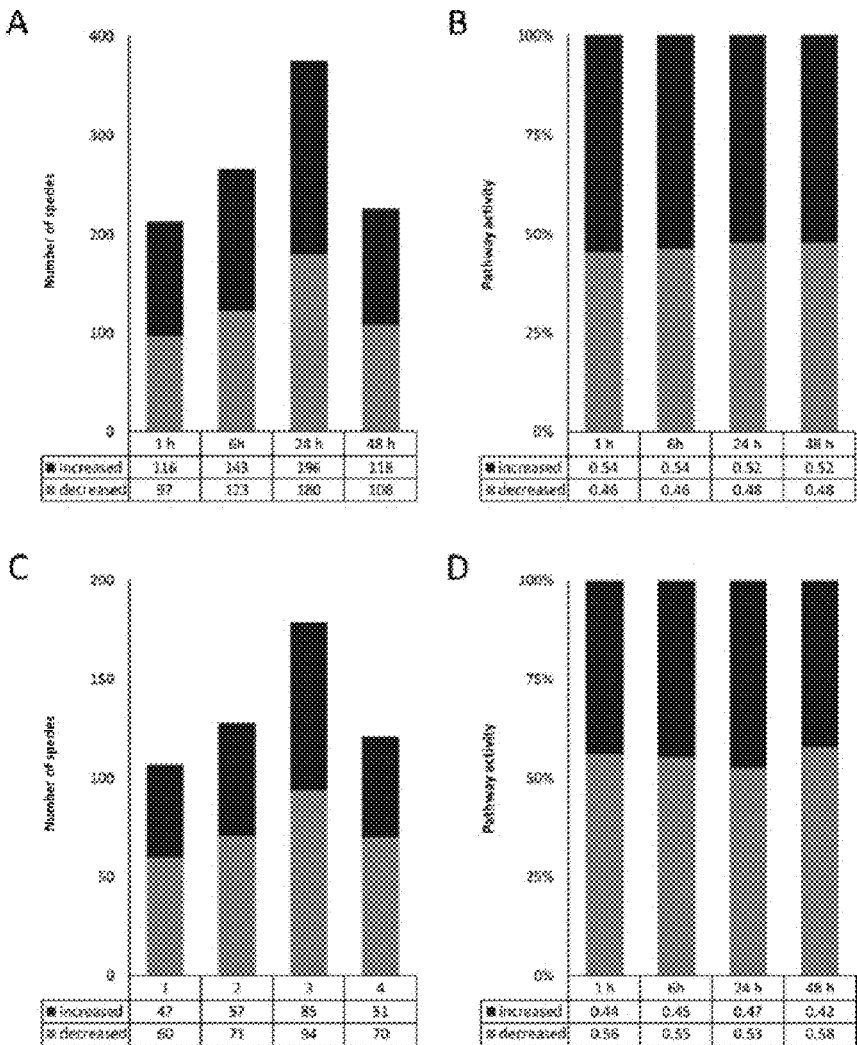 A
400
300
200
100
0
Number of species
1 h 6h 24 h 48 h
increased 116 143 196 118
decreased 97 123 180 108
B
100%
75%
50%
25%
0%
Pathway activity
1 h 6h 24 h 48 h
increased 0.54 0.54 0.52 0.52
decreased 0.46 0.46 0.48 0.48
C
200
150
100
50
0
Number of species
1 2 3 4
increased 47 57 85 51
decreased 60 71 94 70
D
100%
75%
50%
25%
0%
Pathway activity
1 h 6h 24 h 48 h
increased 0.44 0.45 0.47 0.42
decreased 0.56 0.55 0.53 0.58